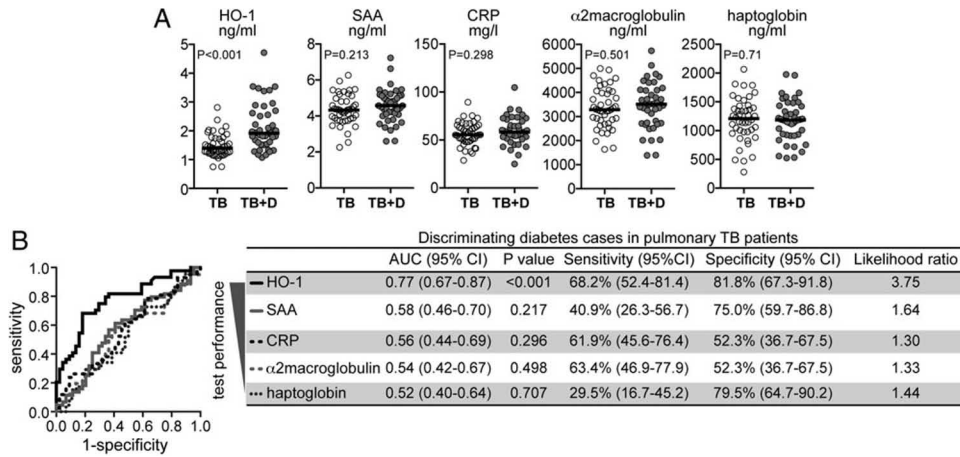 A
HO-1
ng/ml
SAA
ng/ml
CRP
mg/l
α2macroglobulin
ng/ml
haptoglobin
ng/ml
5
4
3
2
1
0
P<0.001
TB TB+D
8
6
4
2
0
P=0.213
TB TB+D
150
100
50
0
P=0.298
TB TB+D
6000
5000
4000
3000
2000
1000
0
P=0.501
TB TB+D
2500
2000
1500
1000
500
0
P=0.71
TB TB+D
B
sensitivity
1.0
0.8
0.6
0.4
0.2
0.0
0.0 0.2 0.4 0.6 0.8 1.0
1-specificity
test performance
Discriminating diabetes cases in pulmonary TB patients
AUC (95% CI) P value Sensitivity (95%CI) Specificity (95% CI) Likelihood ratio
HO-1 0.77 (0.67-0.87) <0.001 68.2% (52.4-81.4) 81.8% (67.3-91.8) 3.75
SAA 0.58 (0.46-0.70) 0.217 40.9% (26.3-56.7) 75.0% (59.7-86.8) 1.64
CRP 0.56 (0.44-0.69) 0.296 61.9% (45.6-76.4) 52.3% (36.7-67.5) 1.30
α2macroglobulin 0.54 (0.42-0.67) 0.498 63.4% (46.9-77.9) 52.3% (36.7-67.5) 1.33
haptoglobin 0.52 (0.40-0.64) 0.707 29.5% (16.7-45.2) 79.5% (64.7-90.2) 1.44